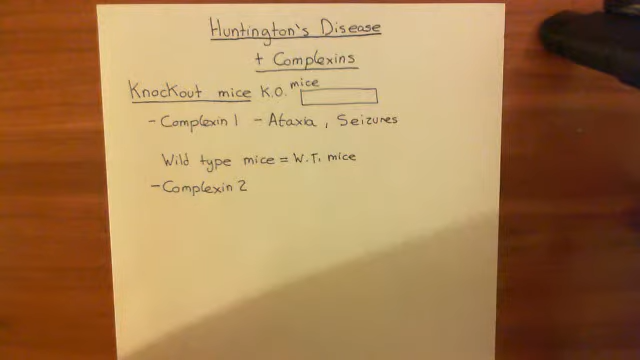 Huntington's Disease
+ Complexins
Knockout mice K.O. mice
- Complexin 1 - Ataxia, Seizures
Wild type mice = W.T. mice
- Complexin 2